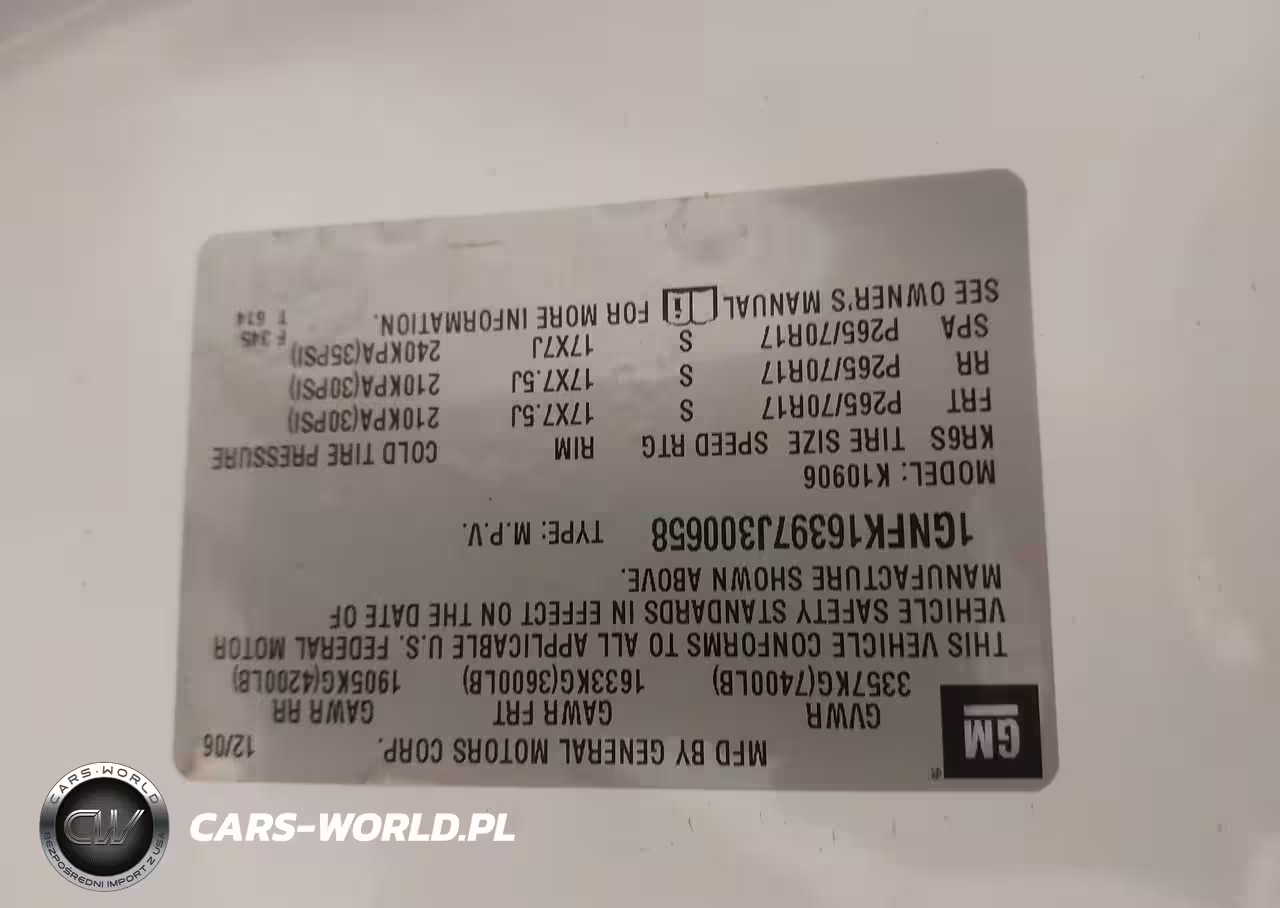 GM
MFD BY GENERAL MOTORS CORP. 12/06
GVWR GAWR FRT GAWR RR
3357KG(7400LB) 1633KG(3600LB) 1905KG(4200LB)
THIS VEHICLE CONFORMS TO ALL APPLICABLE U.S. FEDERAL MOTOR
VEHICLE SAFETY STANDARDS IN EFFECT ON THE DATE OF
MANUFACTURE SHOWN ABOVE.
1GNFK16397J300658 TYPE: M.P.V.
MODEL: K10906
KR6S TIRE SIZE SPEED RTG RIM COLD TIRE PRESSURE
FRT P265/70R17 S 17X7.5J 210KPA(30PSI)
RR P265/70R17 S 17X7.5J 210KPA(30PSI)
SPA P265/70R17 S 17X7J 240KPA(35PSI)
SEE OWNER'S MANUAL FOR MORE INFORMATION.
F 345
T 614
CARS-WORLD
CW
BEZPOŚREDNI IMPORT Z USA
CARS-WORLD.PL